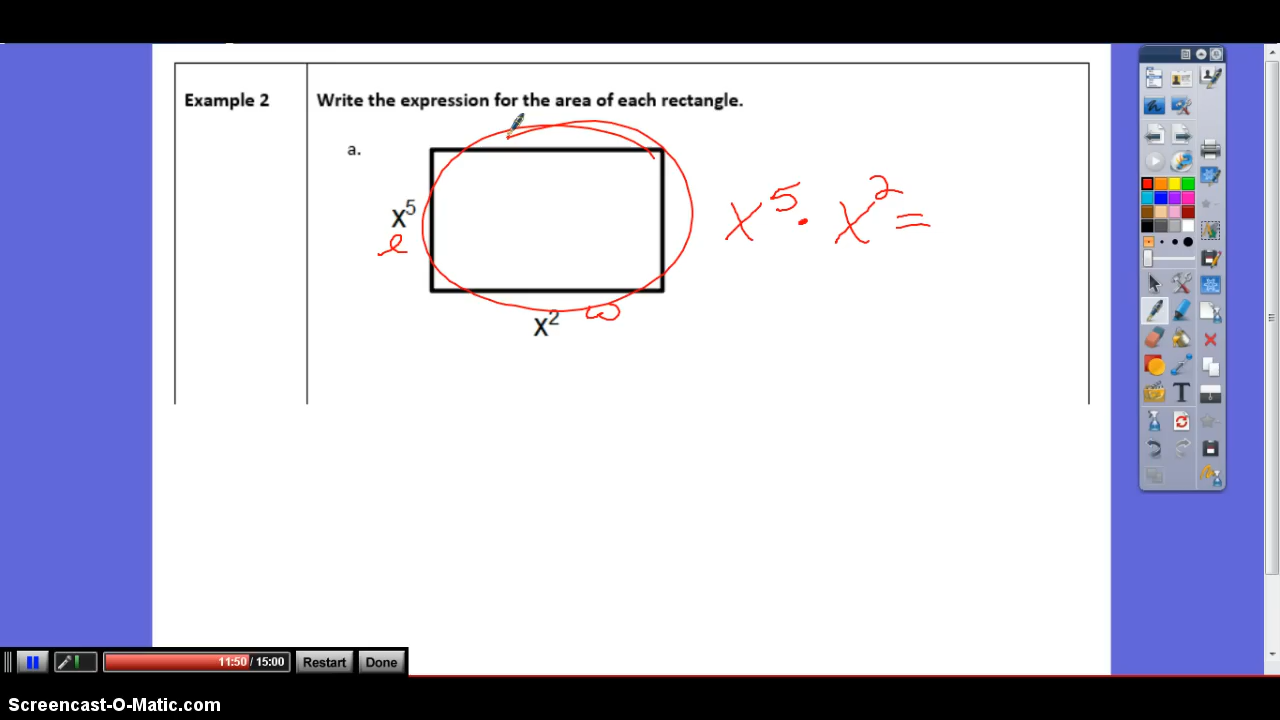 Example 2
Write the expression for the area of each rectangle.
a.
x⁵
l
x⁵ · x² =
x² w
T
11:50 / 15:00
Restart
Done
Screencast-O-Matic.com